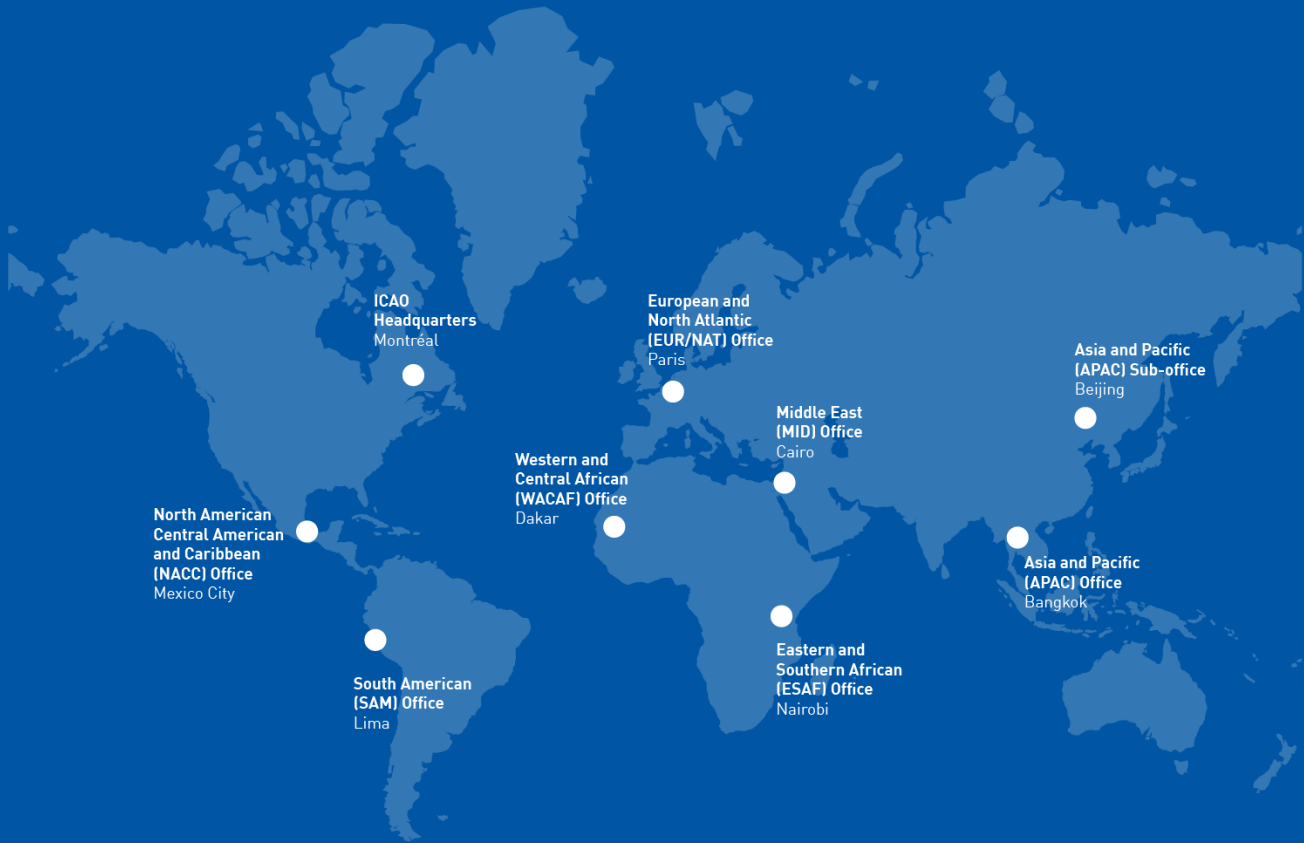 ICAO
Headquarters
Montréal
European and
North Atlantic
(EUR/NAT) Office
Paris
Asia and Pacific
(APAC) Sub-office
Beijing
Middle East
(MID) Office
Cairo
Western and
Central African
(WACAF) Office
Dakar
North American
Central American
and Caribbean
(NACC) Office
Mexico City
Asia and Pacific
(APAC) Office
Bangkok
Eastern and
Southern African
(ESAF) Office
Nairobi
South American
(SAM) Office
Lima